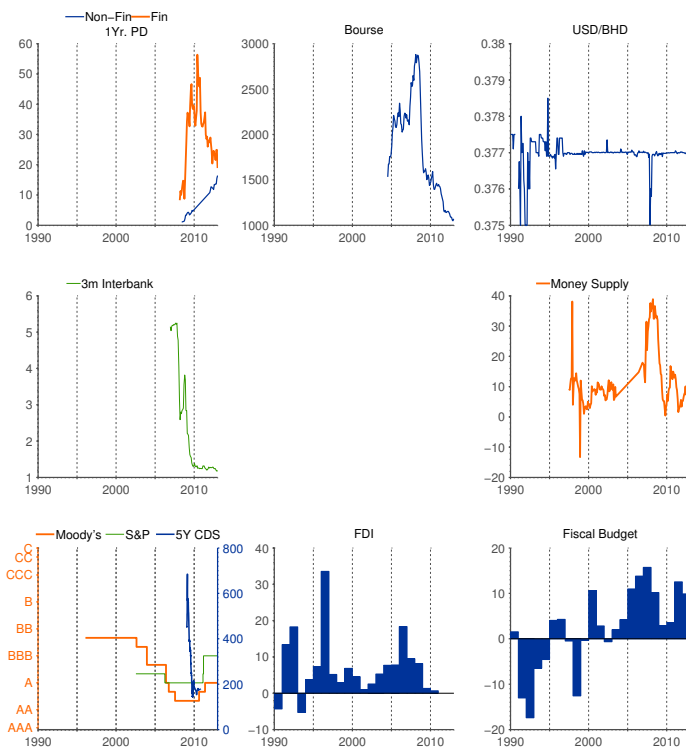 Non−Fin Fin
1Yr. PD
Bourse
USD/BHD
60
50
40
30
20
10
0
1990 2000 2010
3000
2500
2000
1500
1000
1990 2000 2010
0.38
0.379
0.378
0.377
0.376
0.375
1990 2000 2010
3m Interbank
6
5
4
3
2
1
1990 2000 2010
Money Supply
40
30
20
10
0
−10
−20
1990 2000 2010
Moody's S&P 5Y CDS
C
CC
CCC
B
BB
BBB
A
AA
AAA
800
600
400
200
0
1990 2000 2010
FDI
40
30
20
10
0
−10
1990 2000 2010
Fiscal Budget
20
10
0
−10
−20
1990 2000 2010